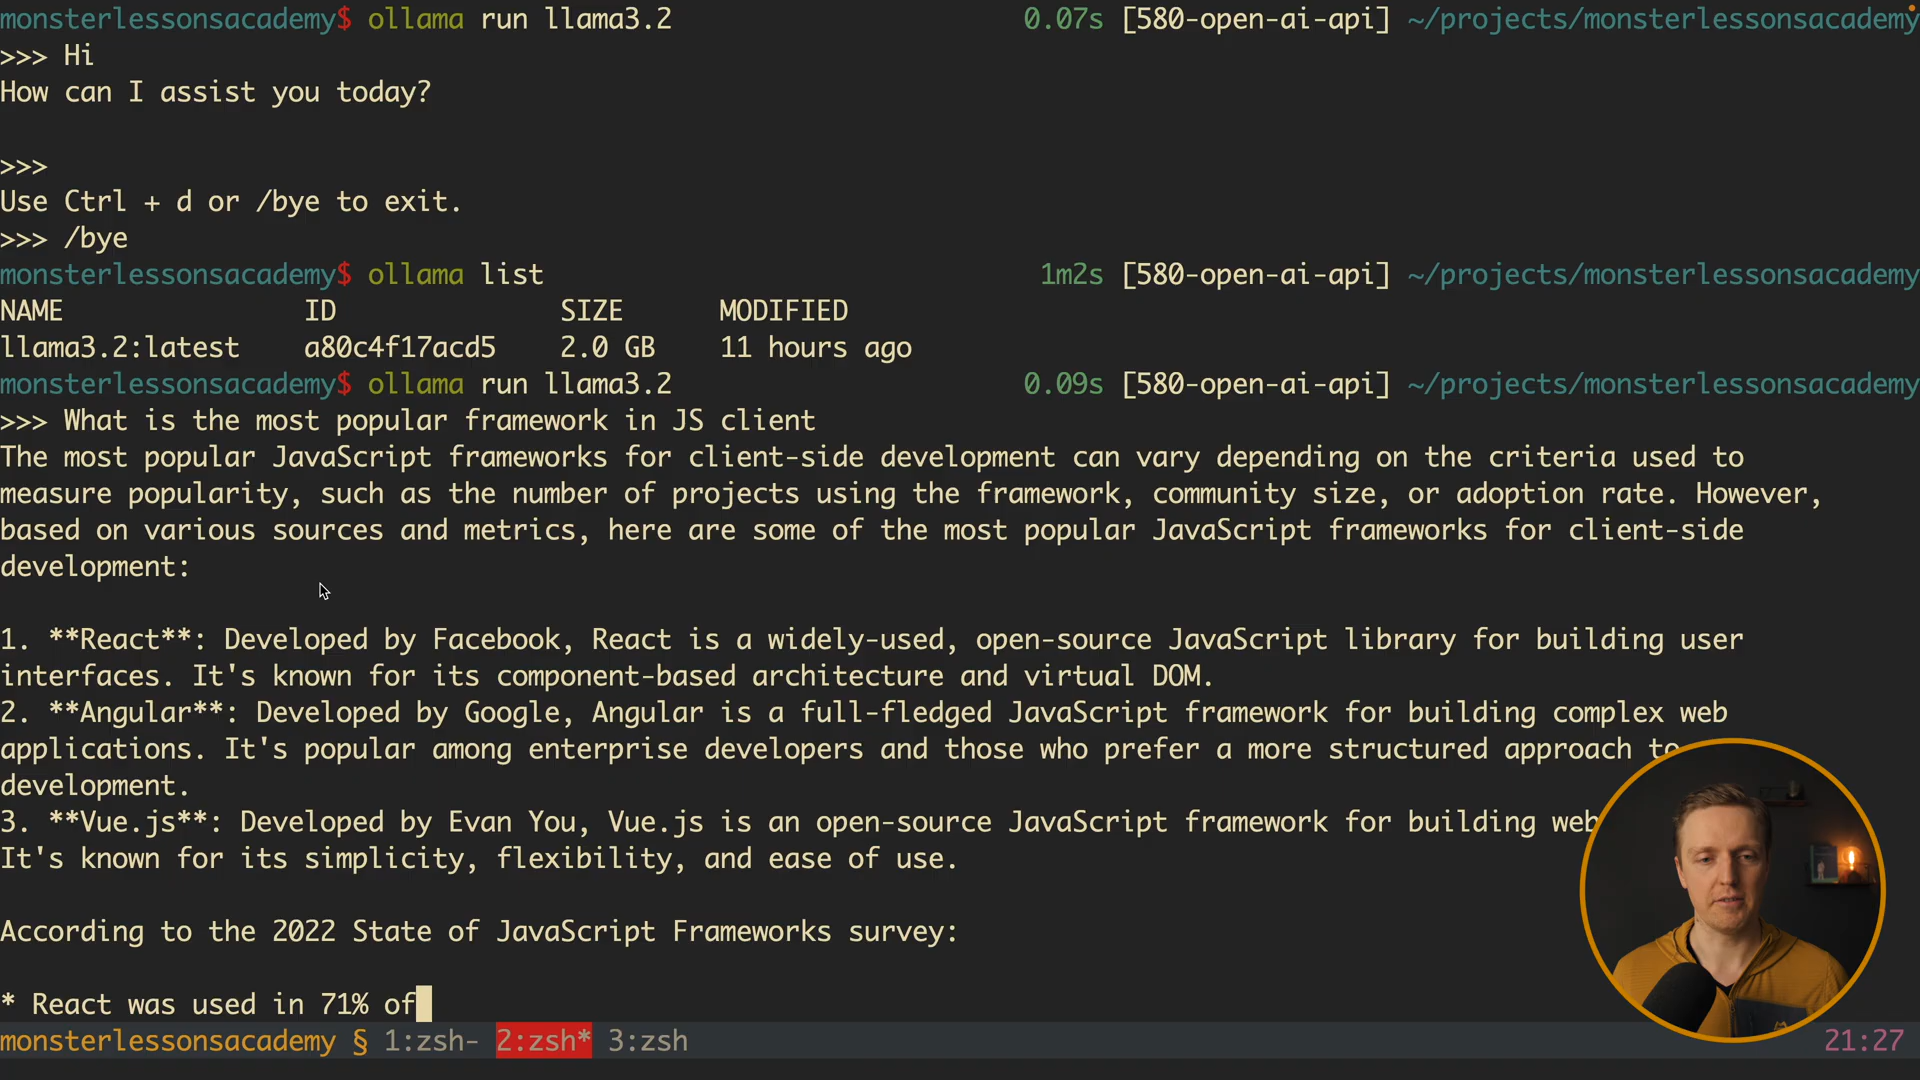 monsterlessonsacademy$ ollama run llama3.2 0.07s [580-open-ai-api] ~/projects/monsterlessonsacademy
>>> Hi
How can I assist you today?
>>>
Use Ctrl + d or /bye to exit.
>>> /bye
monsterlessonsacademy$ ollama list 1m2s [580-open-ai-api] ~/projects/monsterlessonsacademy
NAME ID SIZE MODIFIED
llama3.2:latest a80c4f17acd5 2.0 GB 11 hours ago
monsterlessonsacademy$ ollama run llama3.2 0.09s [580-open-ai-api] ~/projects/monsterlessonsacademy
>>> What is the most popular framework in JS client
The most popular JavaScript frameworks for client-side development can vary depending on the criteria used to
measure popularity, such as the number of projects using the framework, community size, or adoption rate. However,
based on various sources and metrics, here are some of the most popular JavaScript frameworks for client-side
development:
1. **React**: Developed by Facebook, React is a widely-used, open-source JavaScript library for building user
interfaces. It's known for its component-based architecture and virtual DOM.
2. **Angular**: Developed by Google, Angular is a full-fledged JavaScript framework for building complex web
applications. It's popular among enterprise developers and those who prefer a more structured approach to
development.
3. **Vue.js**: Developed by Evan You, Vue.js is an open-source JavaScript framework for building web
It's known for its simplicity, flexibility, and ease of use.
According to the 2022 State of JavaScript Frameworks survey:
* React was used in 71% of
monsterlessonsacademy § 1:zsh- 2:zsh* 3:zsh 21:27